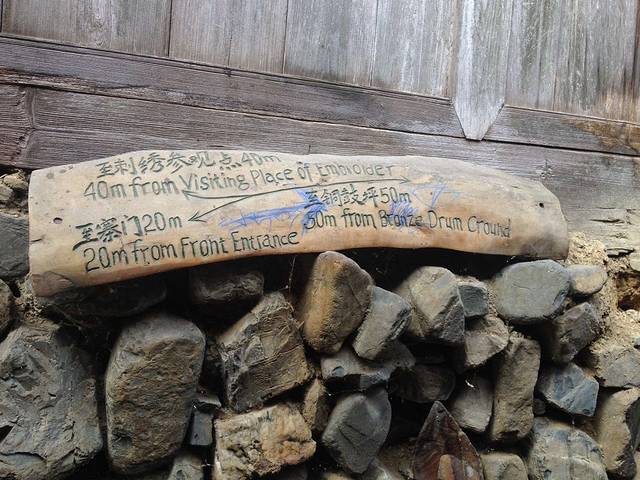 至刺绣参观点40m
40m from Visiting Place of Embroider
至铜鼓坪50m
50m from Bronze Drum Cround
至寨门20m
20m from Front Entrance